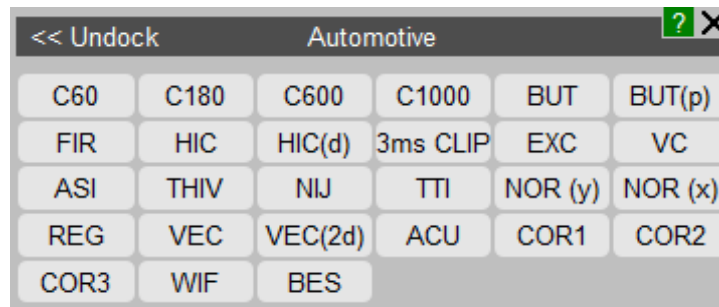 << Undock Automotive ? X
C60 C180 C600 C1000 BUT BUT(p)
FIR HIC HIC(d) 3ms CLIP EXC VC
ASI THIV NIJ TTI NOR (y) NOR (x)
REG VEC VEC(2d) ACU COR1 COR2
COR3 WIF BES